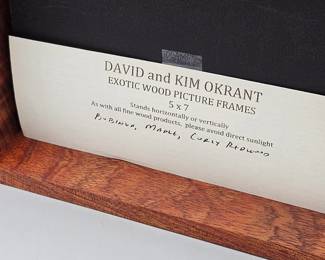 DAVID and KIM OKRANT
EXOTIC WOOD PICTURE FRAMES
5 x 7
Stands horizontally or vertically
As with all fine wood products, please avoid direct sunlight
Bubinga, Maple, Curly Redwood